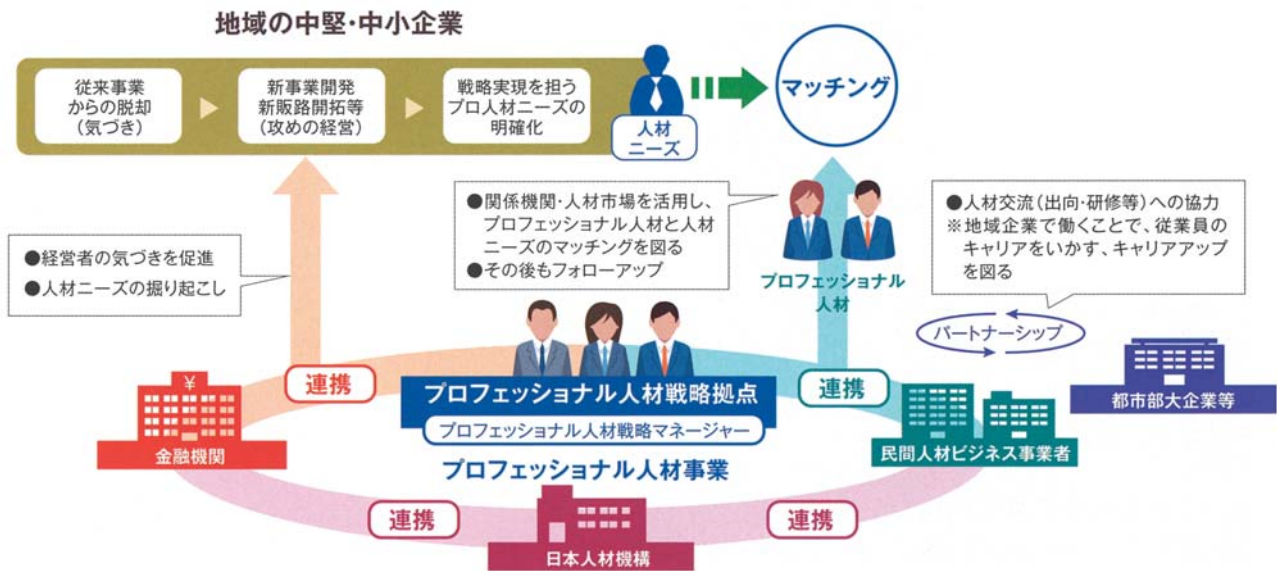 地域の中堅・中小企業
従来事業
からの脱却
(気づき)
新事業開発
新販路開拓等
(攻めの経営)
戦略実現を担う
プロ人材ニーズの
明確化
人材
ニーズ
マッチング
●経営者の気づきを促進
●人材ニーズの掘り起こし
●関係機関・人材市場を活用し、
プロフェッショナル人材と人材
ニーズのマッチングを図る
●その後もフォローアップ
プロフェッショナル
人材
●人材交流(出向・研修等)への協力
※地域企業で働くことで、従業員の
キャリアをいかす、キャリアアップ
を図る
パートナーシップ
都市部大企業等
¥
金融機関
連携
プロフェッショナル人材戦略拠点
プロフェッショナル人材戦略マネージャー
プロフェッショナル人材事業
連携
民間人材ビジネス事業者
連携
日本人材機構
連携